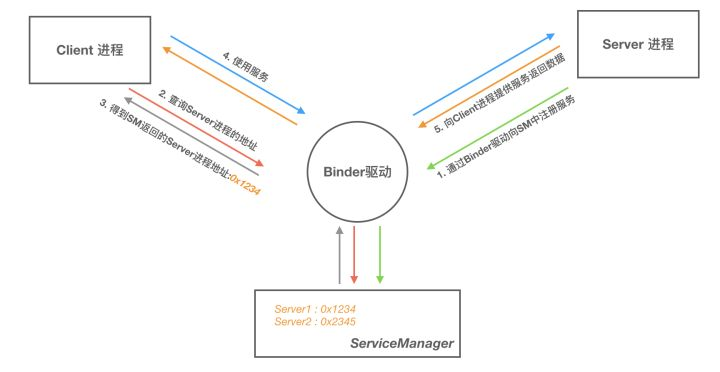 Client 进程
Server 进程
4. 使用服务
2. 查询Server进程的地址
3. 得到SM返回的Server进程地址:0x1234
5. 向Client进程提供服务返回数据
1. 通过Binder驱动向SM中注册服务
Binder驱动
Server1 : 0x1234
Server2 : 0x2345
ServiceManager